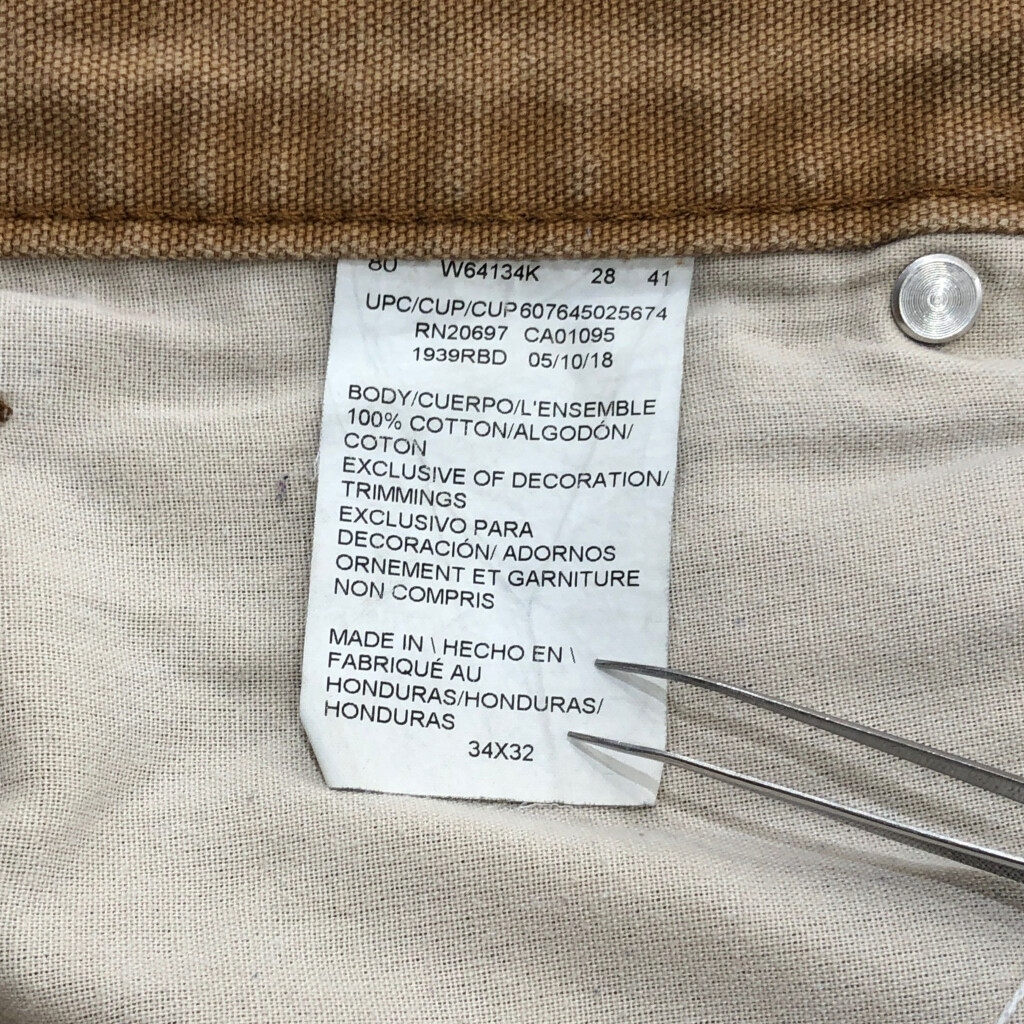 80 W64134K 28 41
UPC/CUP/CUP607645025674
RN20697 CA01095
1939RBD 05/10/18
BODY/CUERPO/L'ENSEMBLE
100% COTTON/ALGODÓN/
COTON
EXCLUSIVE OF DECORATION/
TRIMMINGS
EXCLUSIVO PARA
DECORACIÓN/ ADORNOS
ORNEMENT ET GARNITURE
NON COMPRIS
MADE IN \ HECHO EN \
FABRIQUÉ AU
HONDURAS/HONDURAS/
HONDURAS
34X32